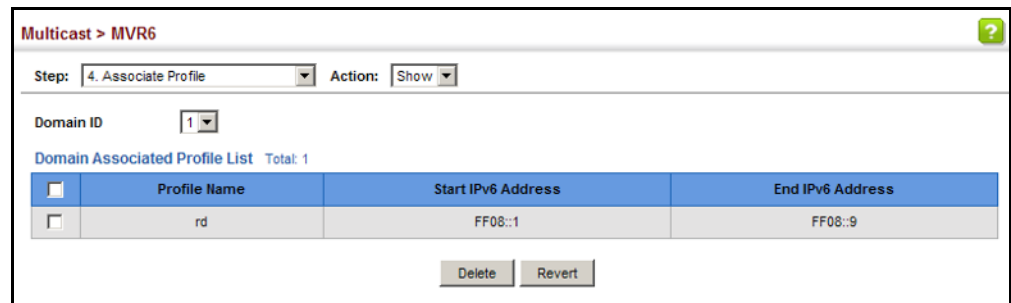 Multicast > MVR6
?
Step: 4. Associate Profile Action: Show
Domain ID 1
Domain Associated Profile List Total: 1
Profile Name Start IPv6 Address End IPv6 Address
rd FF08::1 FF08::9
Delete Revert